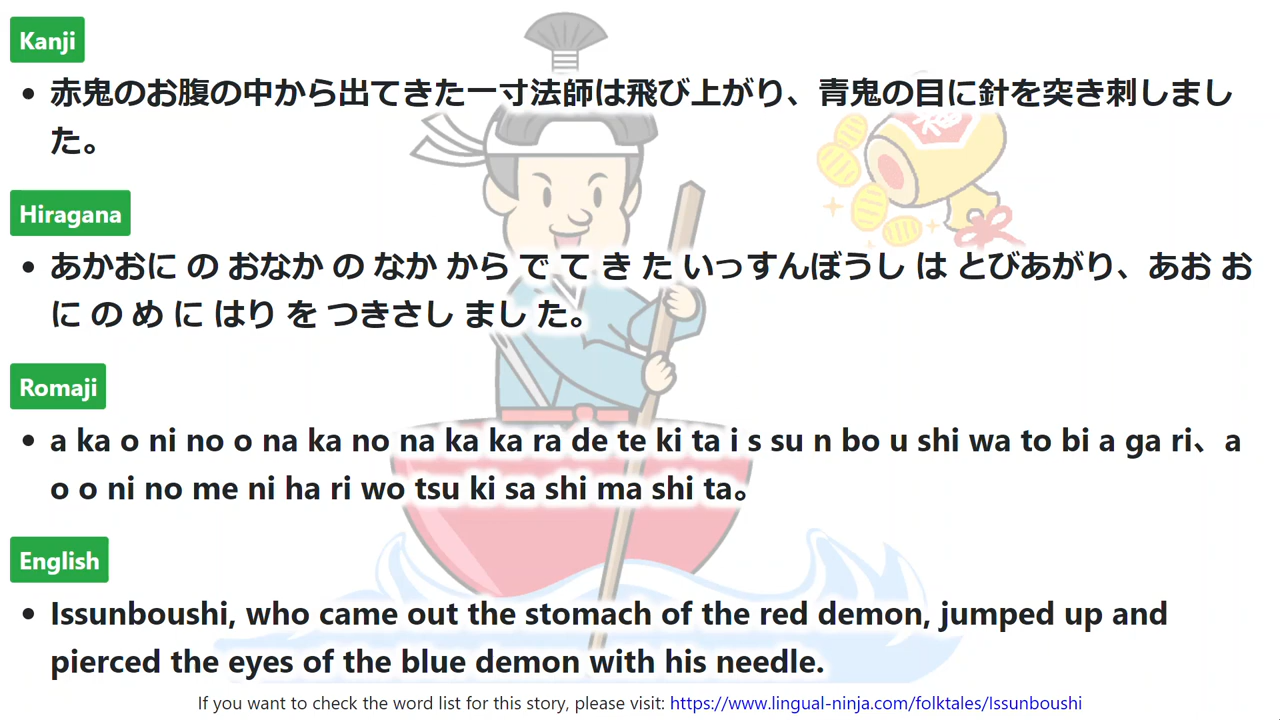 Kanji
• 赤鬼のお腹の中から出てきた一寸法師は飛び上がり、青鬼の目に針を突き刺しまし
た。
Hiragana
• あかおに の おなか の なか から で て き た いっすんぼうし は とびあがり、あお お
に の め に はり を つきさし まし た。
Romaji
• a ka o ni no o na ka no na ka ka ra de te ki ta i s su n bo u shi wa to bi a ga ri、a
o o ni no me ni ha ri wo tsu ki sa shi ma shi ta。
English
• Issunboushi, who came out the stomach of the red demon, jumped up and
pierced the eyes of the blue demon with his needle.
If you want to check the word list for this story, please visit: https://www.lingual-ninja.com/folktales/Issunboushi
福